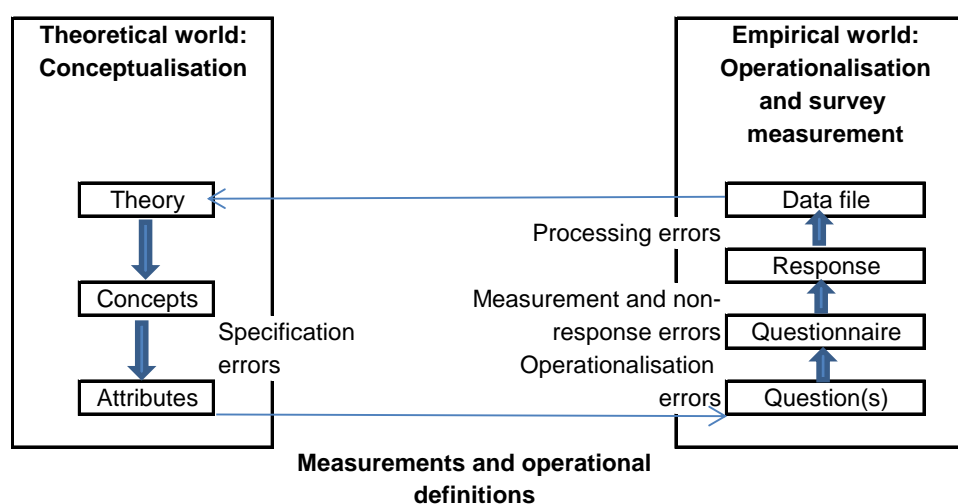 Theoretical world:
Conceptualisation
Theory
Concepts
Specification
errors
Attributes
Empirical world:
Operationalisation
and survey
measurement
Data file
Processing errors
Response
Measurement and non-
response errors
Questionnaire
Operationalisation
errors
Question(s)
Measurements and operational
definitions